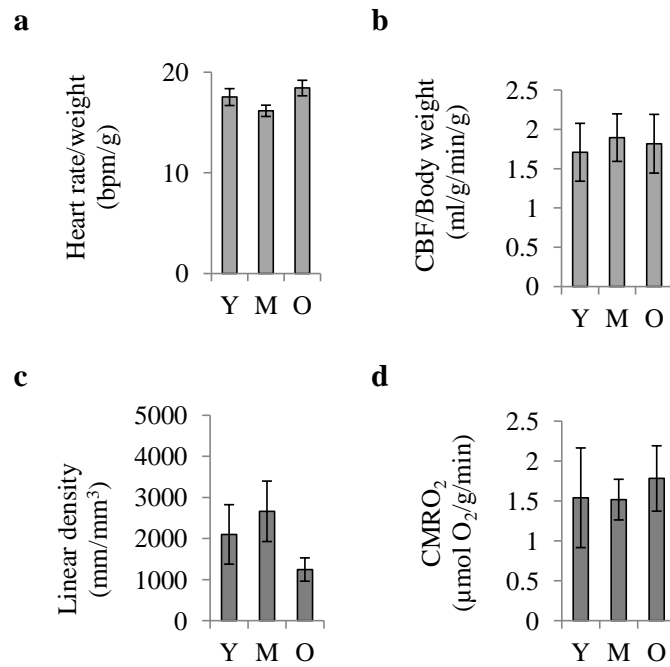 a
Heart rate/weight
(bpm/g)
20
10
0
Y M O
b
CBF/Body weight
(ml/g/min/g)
2.5
2
1.5
1
0.5
0
Y M O
c
Linear density
(mm/mm³)
5000
4000
3000
2000
1000
0
Y M O
d
CMRO₂
(µmol O₂/g/min)
2.5
2
1.5
1
0.5
0
Y M O